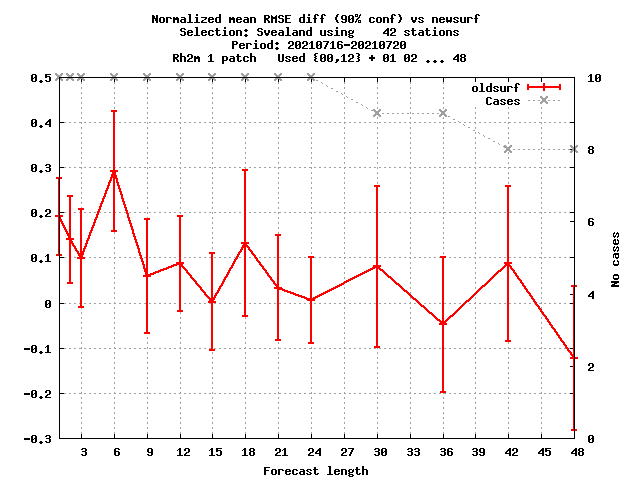 Normalized mean RMSE diff (90% conf) vs newsurf
Selection: Svealand using    42 stations
Period: 20210716-20210720
Rh2m 1 patch   Used {00,12} + 01 02 ... 48
oldsurf
Cases
0.5
0.4
0.3
0.2
0.1
0
-0.1
-0.2
-0.3
10
8
6
4
2
0
No cases
3 6 9 12 15 18 21 24 27 30 33 36 39 42 45 48
Forecast length